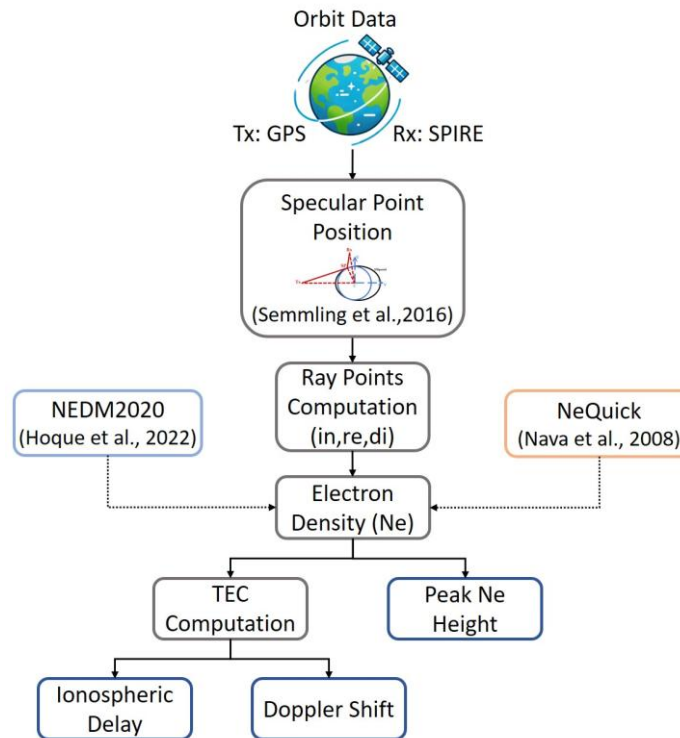 Orbit Data
Tx: GPS
Rx: SPIRE
Specular Point
Position
(Semmling et al.,2016)
Ray Points
Computation
(in,re,di)
NEDM2020
(Hoque et al., 2022)
NeQuick
(Nava et al., 2008)
Electron
Density (Ne)
TEC
Computation
Peak Ne
Height
Ionospheric
Delay
Doppler Shift